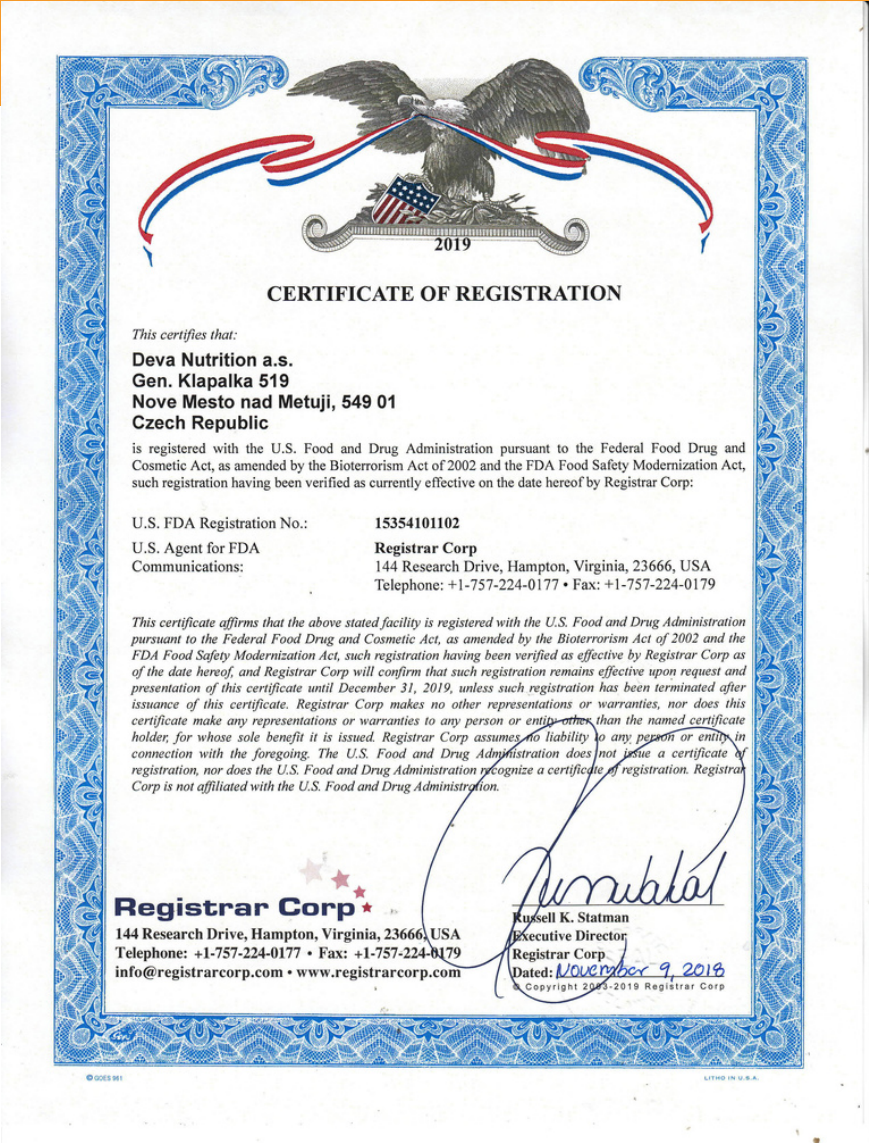 2019
CERTIFICATE OF REGISTRATION
This certifies that:
Deva Nutrition a.s.
Gen. Klapalka 519
Nove Mesto nad Metuji, 549 01
Czech Republic
is registered with the U.S. Food and Drug Administration pursuant to the Federal Food Drug and
Cosmetic Act, as amended by the Bioterrorism Act of 2002 and the FDA Food Safety Modernization Act,
such registration having been verified as currently effective on the date hereof by Registrar Corp:
U.S. FDA Registration No.: 15354101102
U.S. Agent for FDA Registrar Corp
Communications: 144 Research Drive, Hampton, Virginia, 23666, USA
Telephone: +1-757-224-0177 • Fax: +1-757-224-0179
This certificate affirms that the above stated facility is registered with the U.S. Food and Drug Administration
pursuant to the Federal Food Drug and Cosmetic Act, as amended by the Bioterrorism Act of 2002 and the
FDA Food Safety Modernization Act, such registration having been verified as effective by Registrar Corp as
of the date hereof, and Registrar Corp will confirm that such registration remains effective upon request and
presentation of this certificate until December 31, 2019, unless such registration has been terminated after
issuance of this certificate. Registrar Corp makes no other representations or warranties, nor does this
certificate make any representations or warranties to any person or entity other than the named certificate
holder, for whose sole benefit it is issued. Registrar Corp assumes no liability to any person or entity in
connection with the foregoing. The U.S. Food and Drug Administration does not issue a certificate of
registration, nor does the U.S. Food and Drug Administration recognize a certificate of registration. Registrar
Corp is not affiliated with the U.S. Food and Drug Administration.
Registrar Corp
144 Research Drive, Hampton, Virginia, 23666, USA
Telephone: +1-757-224-0177 • Fax: +1-757-224-0179
info@registrarcorp.com • www.registrarcorp.com
Russell K. Statman
Executive Director
Registrar Corp
Dated: November 9, 2018
© Copyright 2003-2019 Registrar Corp
© GOES 961
LITHO IN U.S.A.